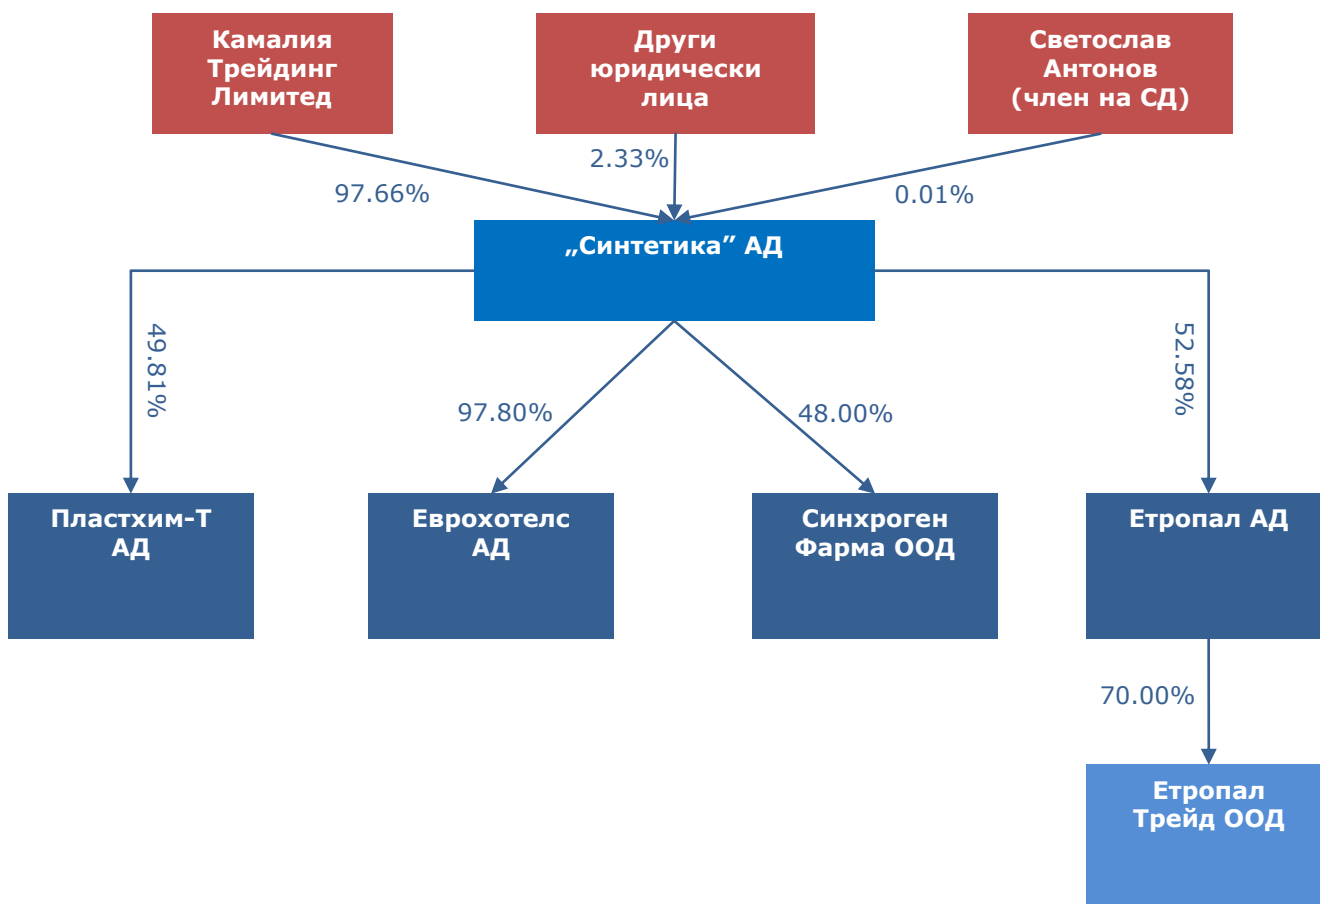 Камалия
Трейдинг
Лимитед
Други
юридически
лица
Светослав
Антонов
(член на СД)
97.66%
2.33%
0.01%
„Синтетика” АД
49.81%
97.80%
48.00%
52.58%
Пластхим-Т
АД
Еврохотелс
АД
Синхроген
Фарма ООД
Етропал АД
70.00%
Етропал
Трейд ООД